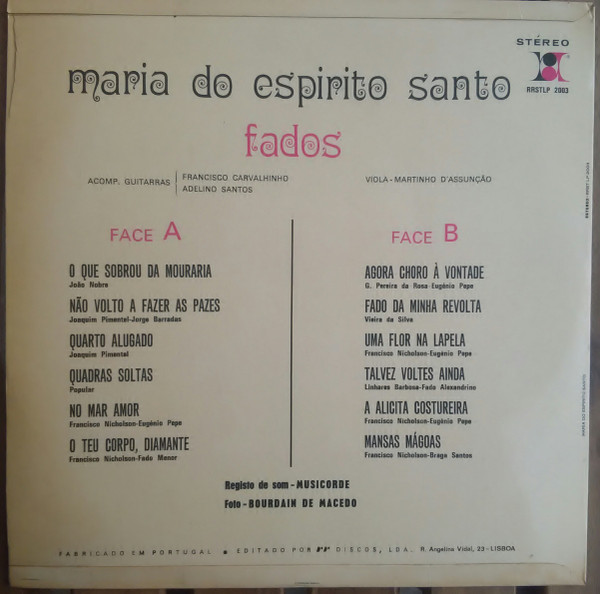 STÉREO
RRSTLP 2003
maria do espirito santo
fados
ACOMP. GUITARRAS
FRANCISCO CARVALHINHO
ADELINO SANTOS
VIOLA - MARTINHO D'ASSUNÇÃO
FACE A
O QUE SOBROU DA MOURARIA
João Nobre
NÃO VOLTO A FAZER AS PAZES
Joaquim Pimentel-Jorge Barradas
QUARTO ALUGADO
Joaquim Pimentel
QUADRAS SOLTAS
Popular
NO MAR AMOR
Francisco Nicholson-Eugénio Pepe
O TEU CORPO, DIAMANTE
Francisco Nicholson-Fado Menor
FACE B
AGORA CHORO À VONTADE
G. Pereira da Rosa-Eugénio Pepe
FADO DA MINHA REVOLTA
Vieira da Silva
UMA FLOR NA LAPELA
Francisco Nicholson-Eugénio Pepe
TALVEZ VOLTES AINDA
Linhares Barbosa-Fado Alexandrino
A ALICITA COSTUREIRA
Francisco Nicholson-Eugénio Pepe
MANSAS MÁGOAS
Francisco Nicholson-Braga Santos
Registo de som - MUSICORDE
Foto - BOURDAIN DE MACEDO
FABRICADO EM PORTUGAL ■ EDITADO POR rr DISCOS, LDA. R. Angelina Vidal, 23 - LISBOA
MARIA DO ESPIRITO SANTO